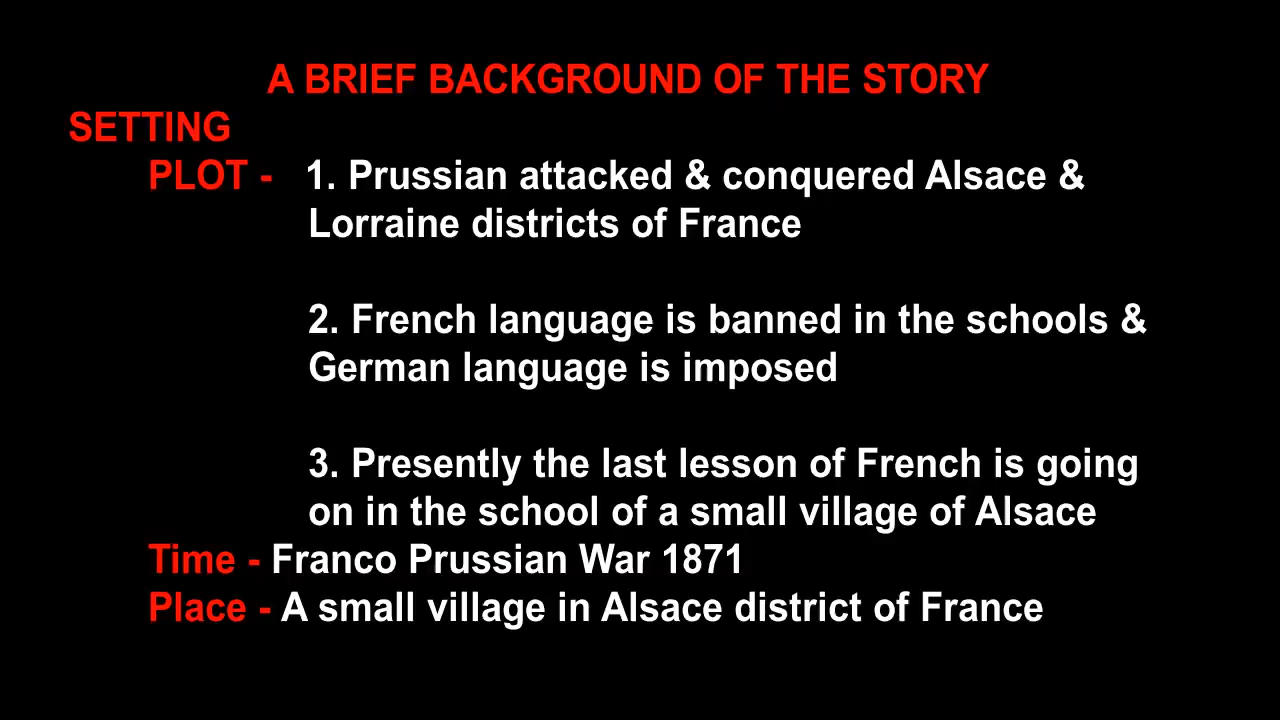 A BRIEF BACKGROUND OF THE STORY
SETTING
PLOT - 1. Prussian attacked & conquered Alsace &
Lorraine districts of France
2. French language is banned in the schools &
German language is imposed
3. Presently the last lesson of French is going
on in the school of a small village of Alsace
Time - Franco Prussian War 1871
Place - A small village in Alsace district of France